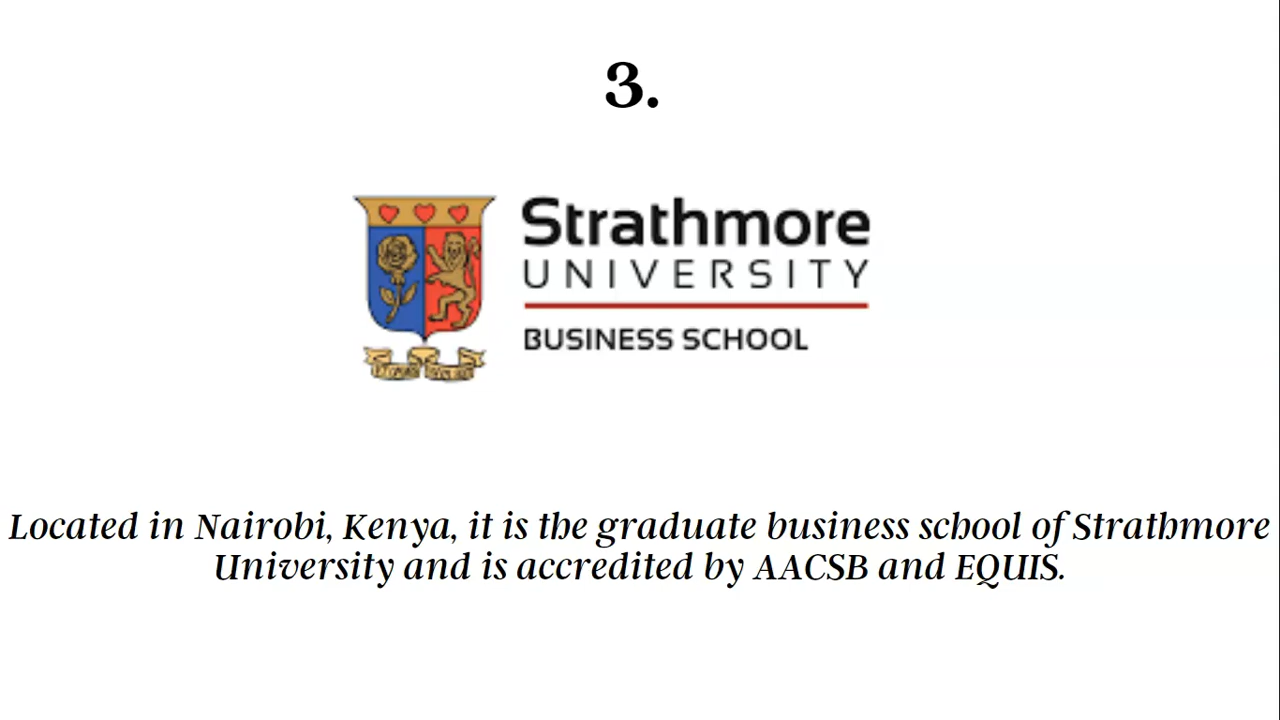 3.
Strathmore
UNIVERSITY
BUSINESS SCHOOL
Located in Nairobi, Kenya, it is the graduate business school of Strathmore
University and is accredited by AACSB and EQUIS.